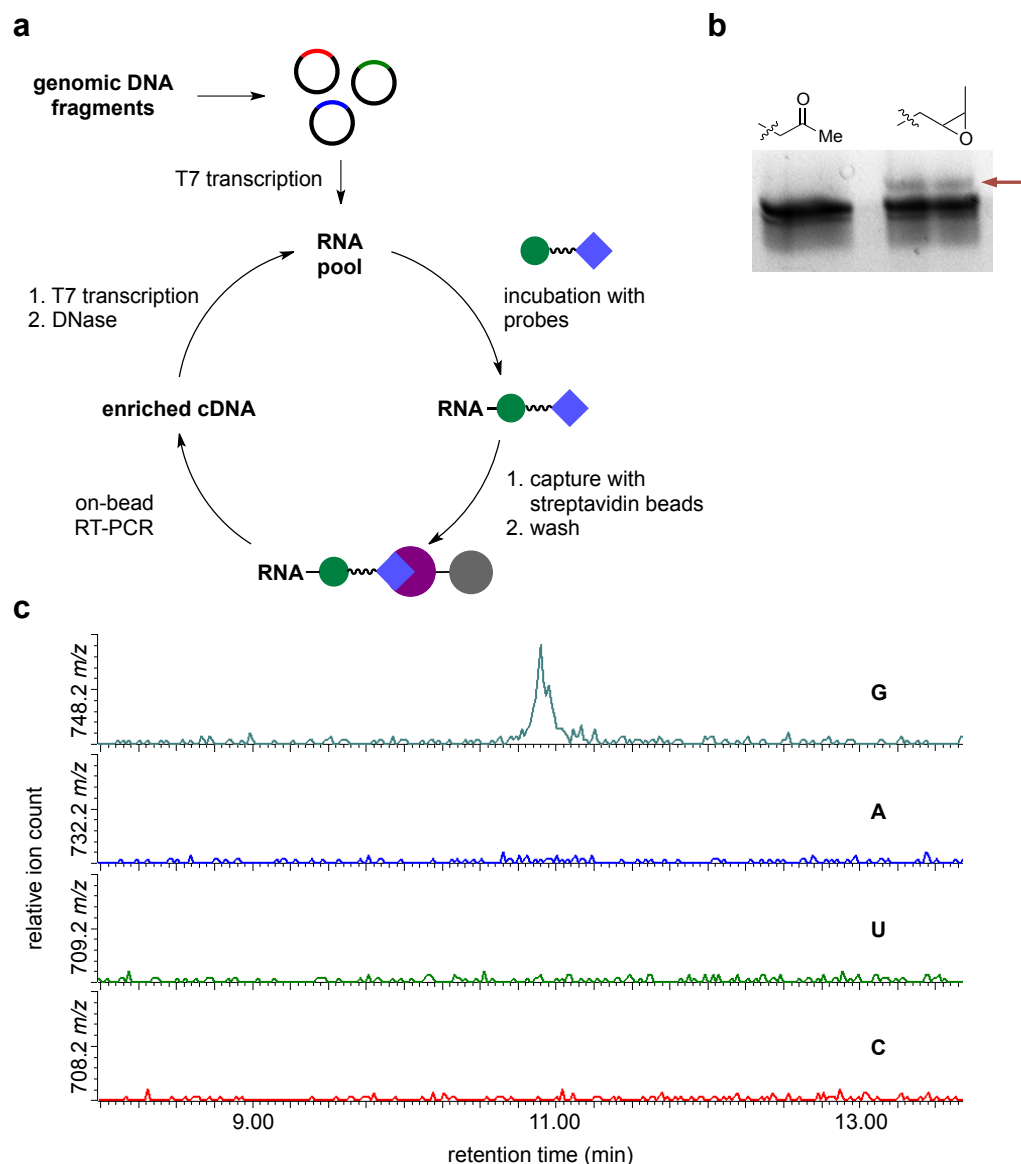 a
genomic DNA
fragments
T7 transcription
RNA
pool
incubation with
probes
1. T7 transcription
2. DNase
enriched cDNA
RNA
1. capture with
streptavidin beads
2. wash
on-bead
RT-PCR
RNA
b
O
Me
O
c
relative ion count
748.2 m/z
G
732.2 m/z
A
709.2 m/z
U
708.2 m/z
C
9.00 11.00 13.00
retention time (min)